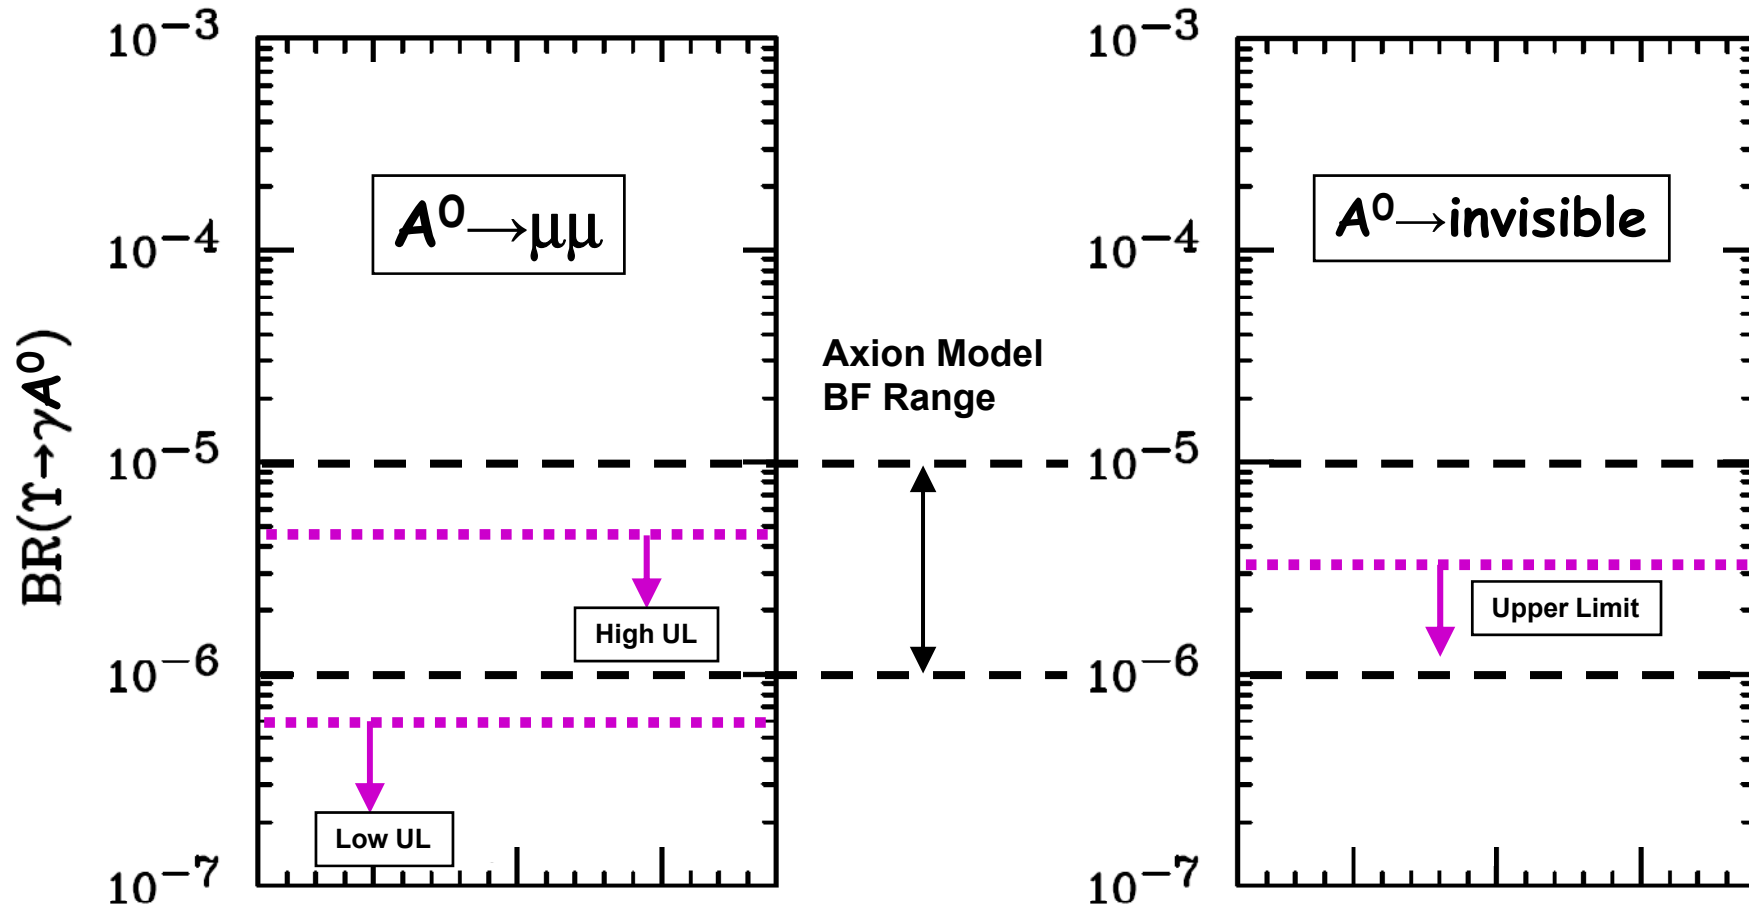 BR(ϒ→γA⁰)
10⁻³
10⁻⁴
10⁻⁵
10⁻⁶
10⁻⁷
A⁰→μμ
High UL
Low UL
Axion Model
BF Range
10⁻³
10⁻⁴
10⁻⁵
10⁻⁶
10⁻⁷
A⁰→invisible
Upper Limit